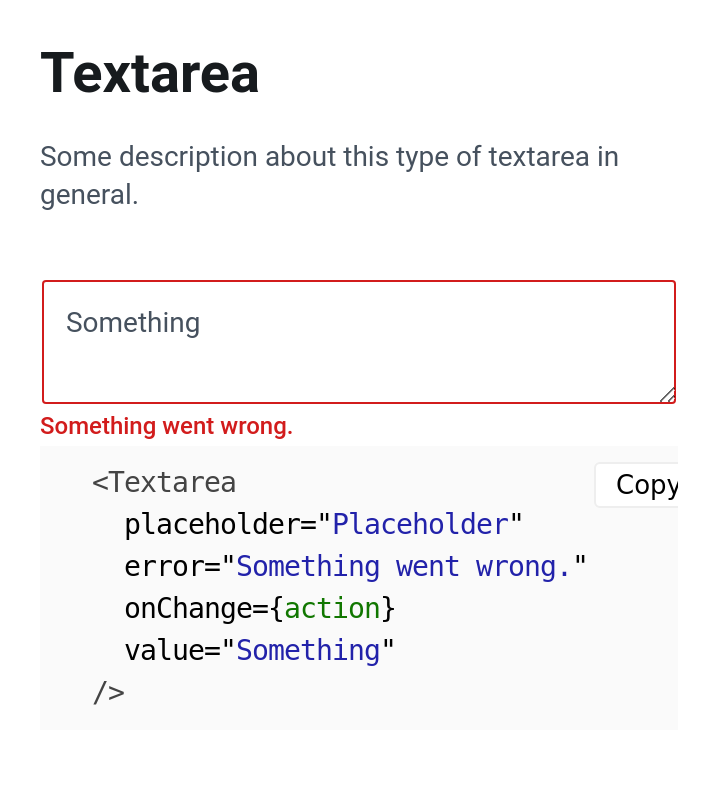 Textarea
Some description about this type of textarea in
general.
Something
Something went wrong.
<Textarea
Copy
placeholder="Placeholder"
error="Something went wrong."
onChange={action}
value="Something"
/>